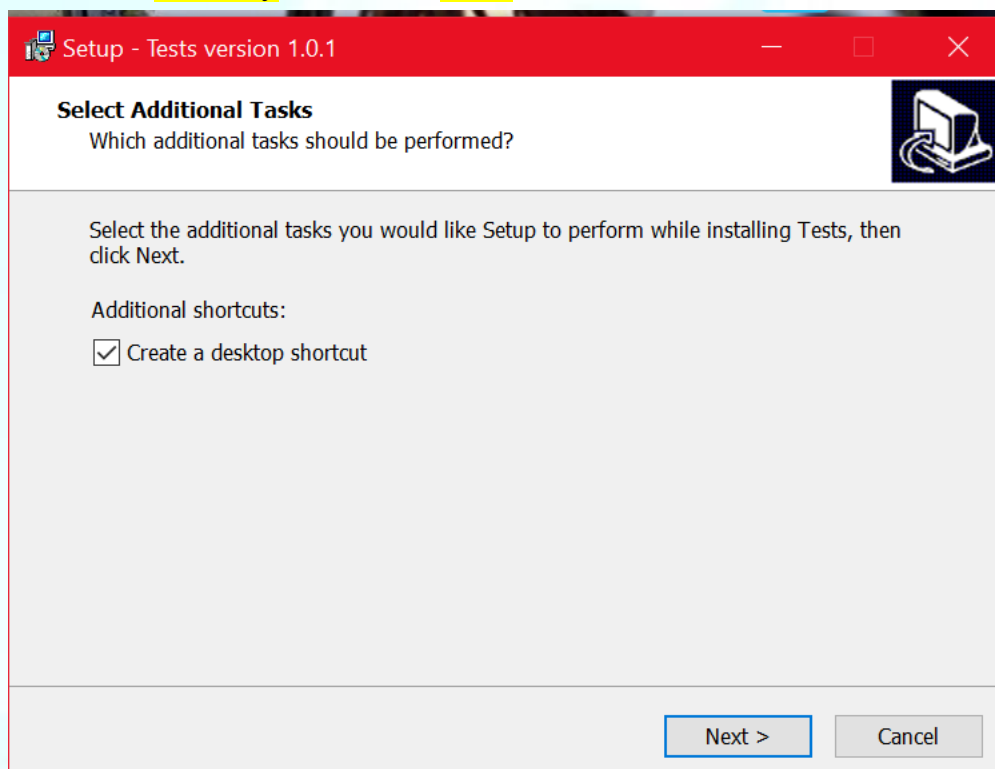 Setup - Tests version 1.0.1
Select Additional Tasks
Which additional tasks should be performed?
Select the additional tasks you would like Setup to perform while installing Tests, then
click Next.
Additional shortcuts:
Create a desktop shortcut
Next >
Cancel